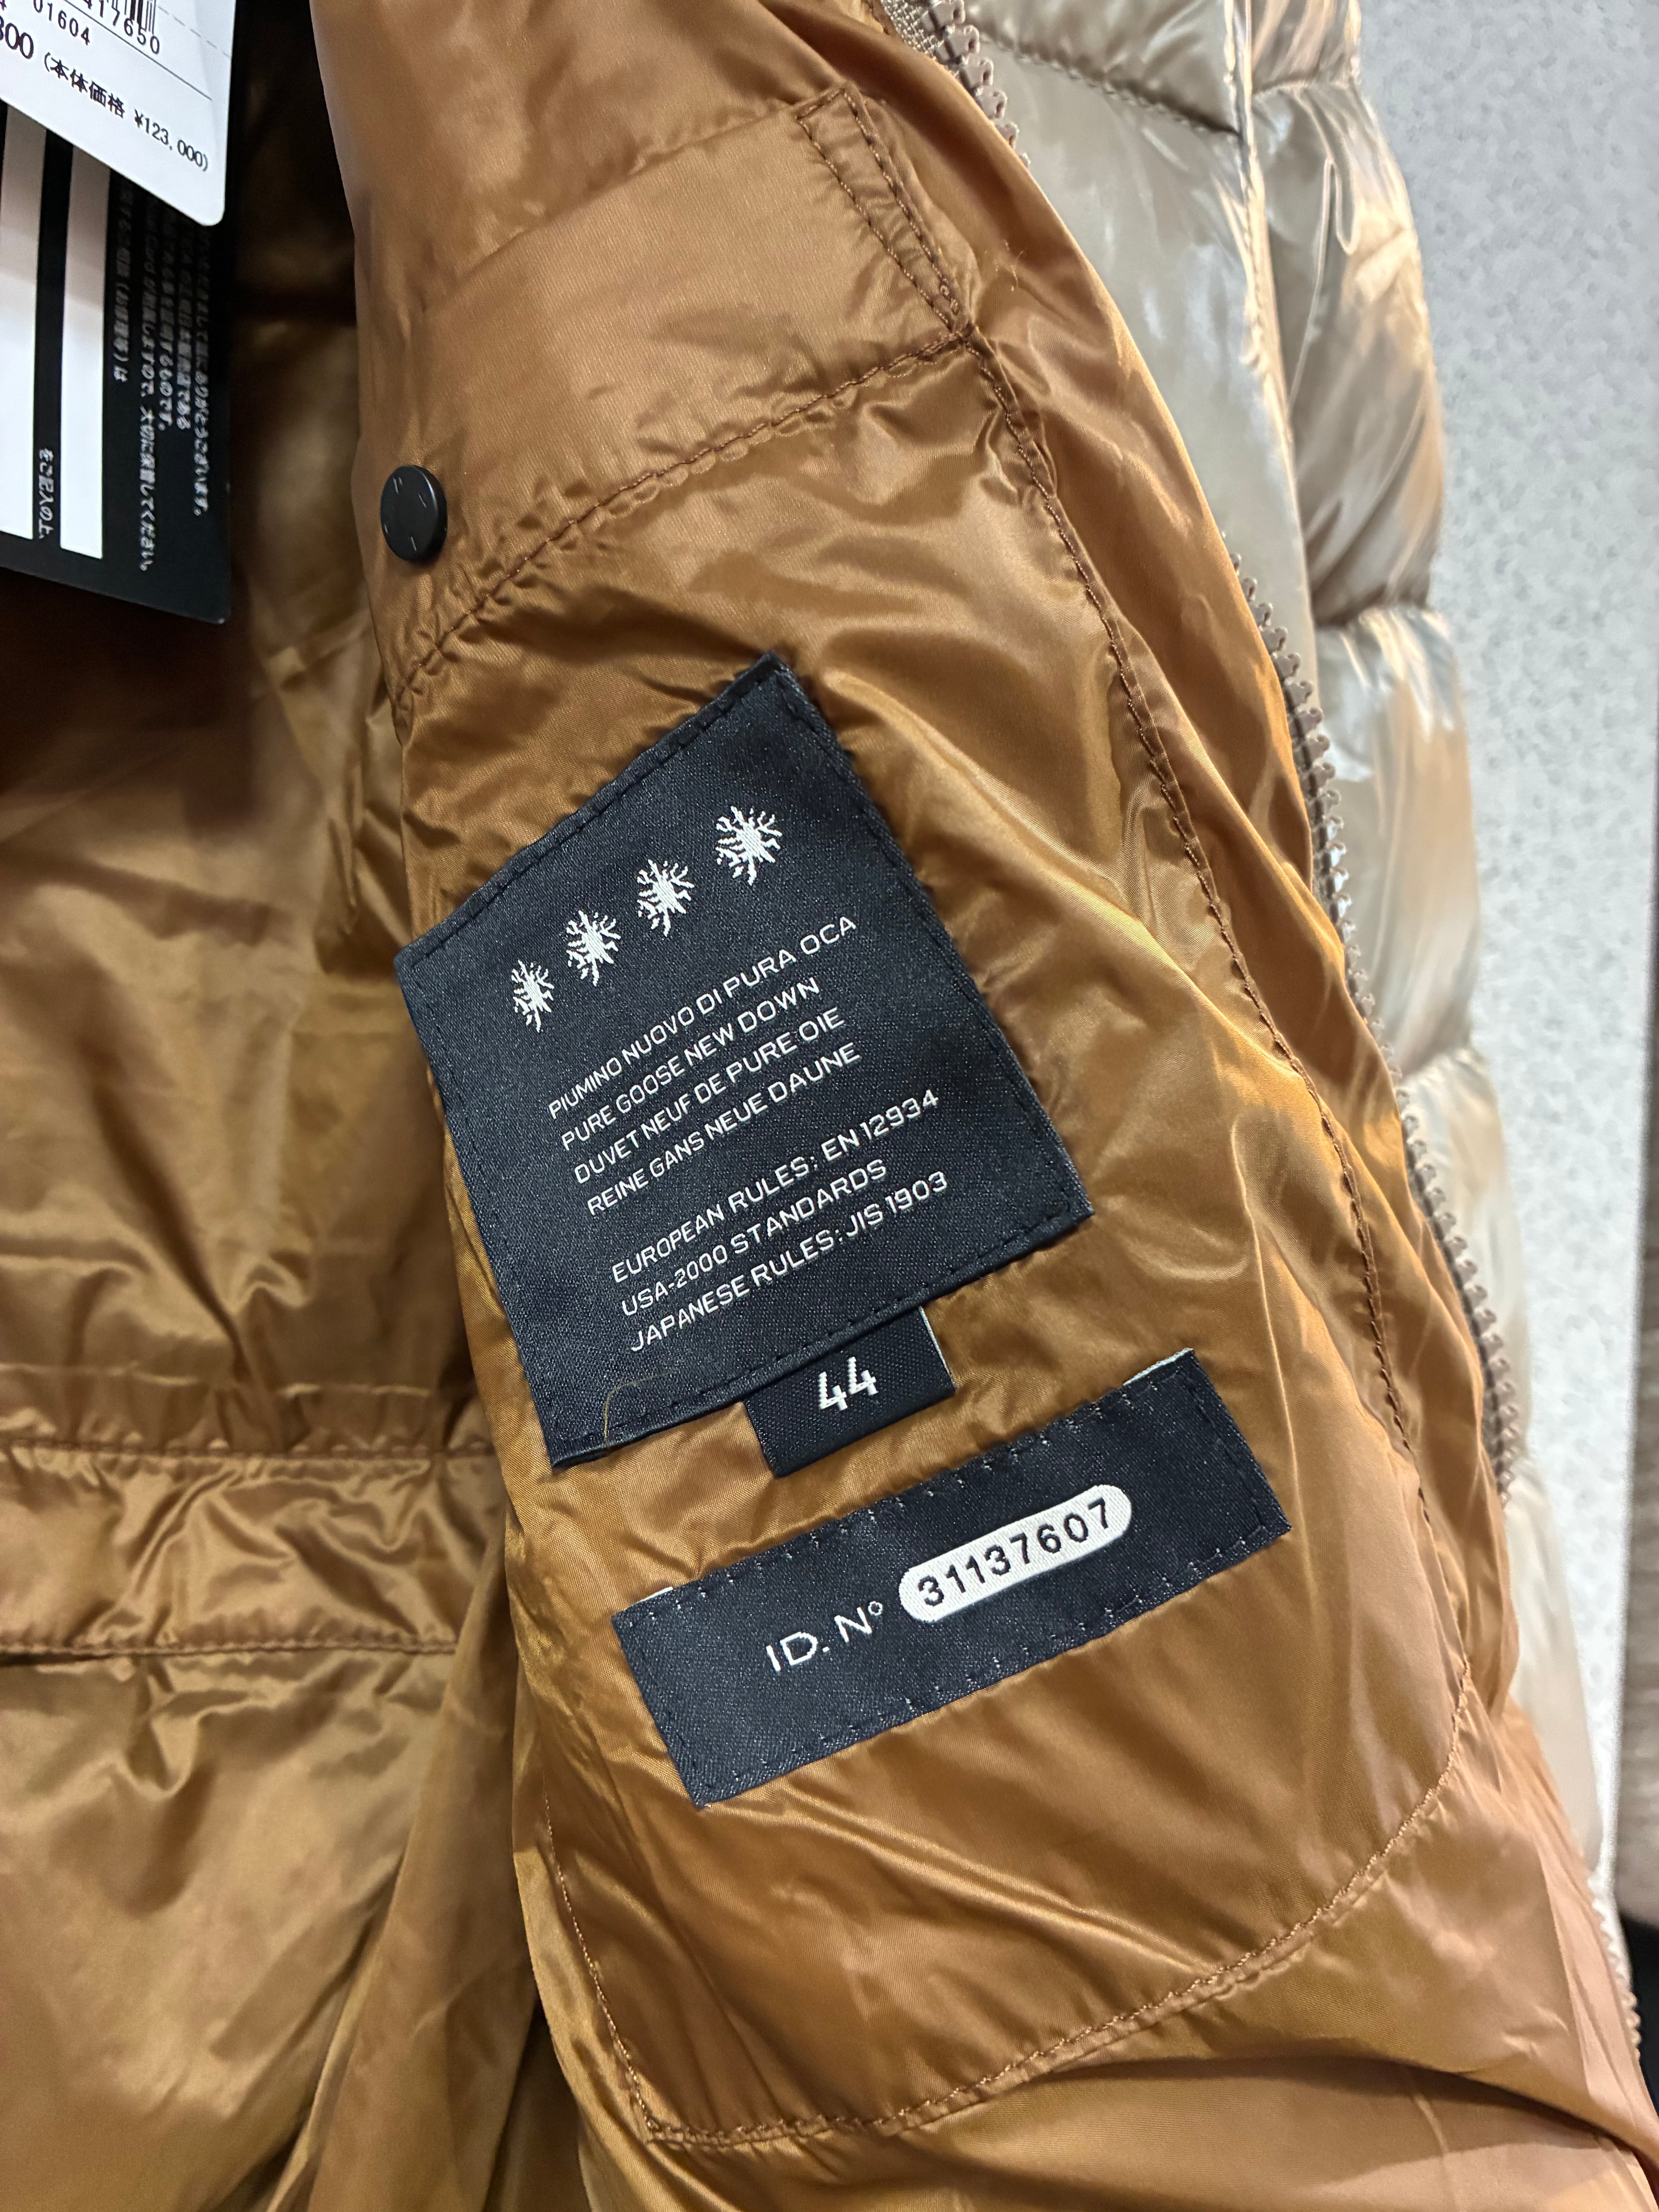 01604
(本体価格 ¥123,000)
PIUMINO NUOVO DI PURA OCA
PURE GOOSE NEW DOWN
DUVET NEUF DE PURE OIE
REINE GANS NEUE DAUNE
EUROPEAN RULES: EN 12934
USA-2000 STANDARDS
JAPANESE RULES: JIS 1903
44
ID. N° 31137607